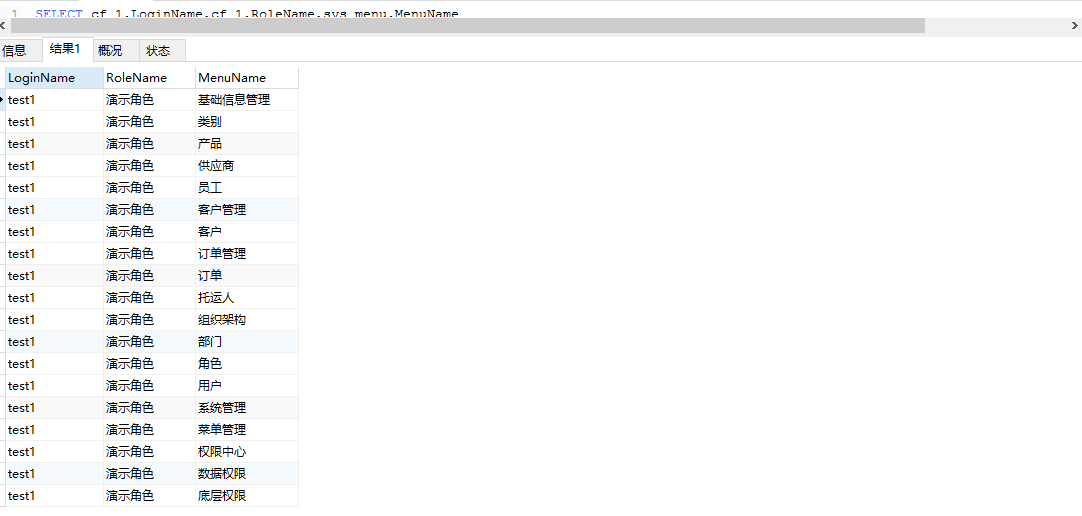 1 SELECT cf_1.LoginName,cf_1.RoleName,sys_menu.MenuName
信息 结果1 概况 状态
LoginName RoleName MenuName
test1 演示角色 基础信息管理
test1 演示角色 类别
test1 演示角色 产品
test1 演示角色 供应商
test1 演示角色 员工
test1 演示角色 客户管理
test1 演示角色 客户
test1 演示角色 订单管理
test1 演示角色 订单
test1 演示角色 托运人
test1 演示角色 组织架构
test1 演示角色 部门
test1 演示角色 角色
test1 演示角色 用户
test1 演示角色 系统管理
test1 演示角色 菜单管理
test1 演示角色 权限中心
test1 演示角色 数据权限
test1 演示角色 底层权限